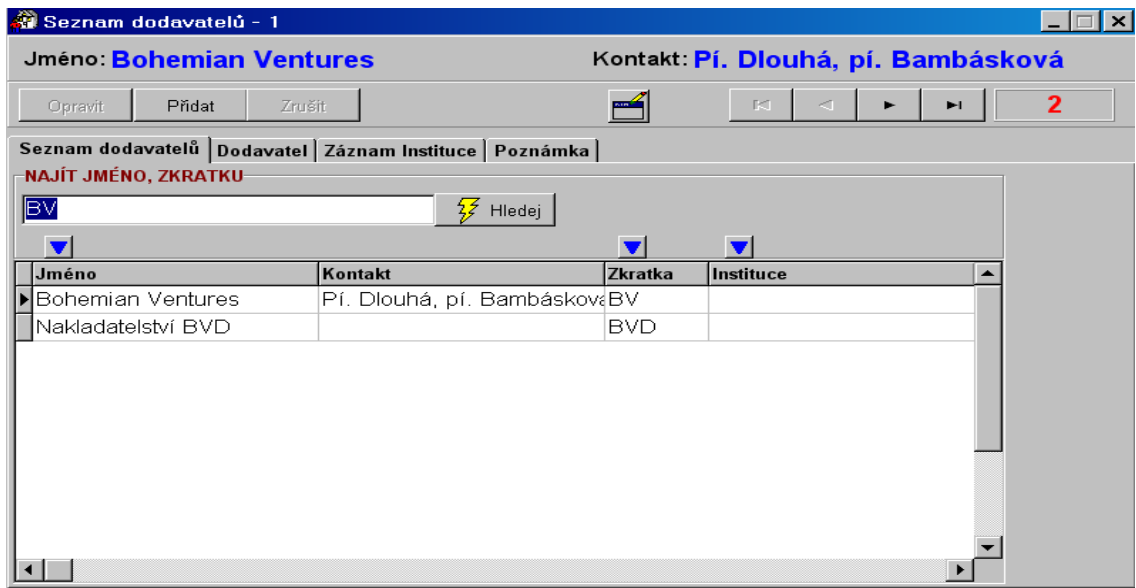 Seznam dodavatelů - 1
Jméno: Bohemian Ventures Kontakt: Pí. Dlouhá, pí. Bambásková
Opravit Přidat Zrušit 2
Seznam dodavatelů Dodavatel Záznam Instituce Poznámka
NAJÍT JMÉNO, ZKRATKU
BV Hledej
Jméno Kontakt Zkratka Instituce
Bohemian Ventures Pí. Dlouhá, pí. Bambáskova BV
Nakladatelství BVD BVD